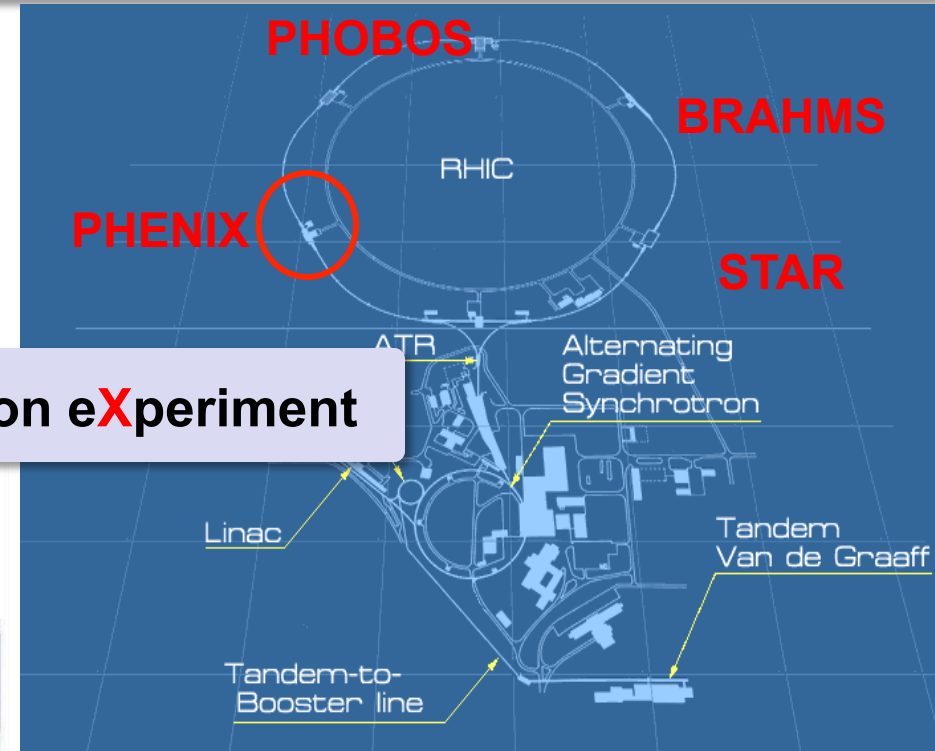 PHOBOS
BRAHMS
RHIC
PHENIX
STAR
ATR
Alternating
Gradient
Synchrotron
on eXperiment
Linac
Tandem
Van de Graaff
Tandem-to-
Booster line